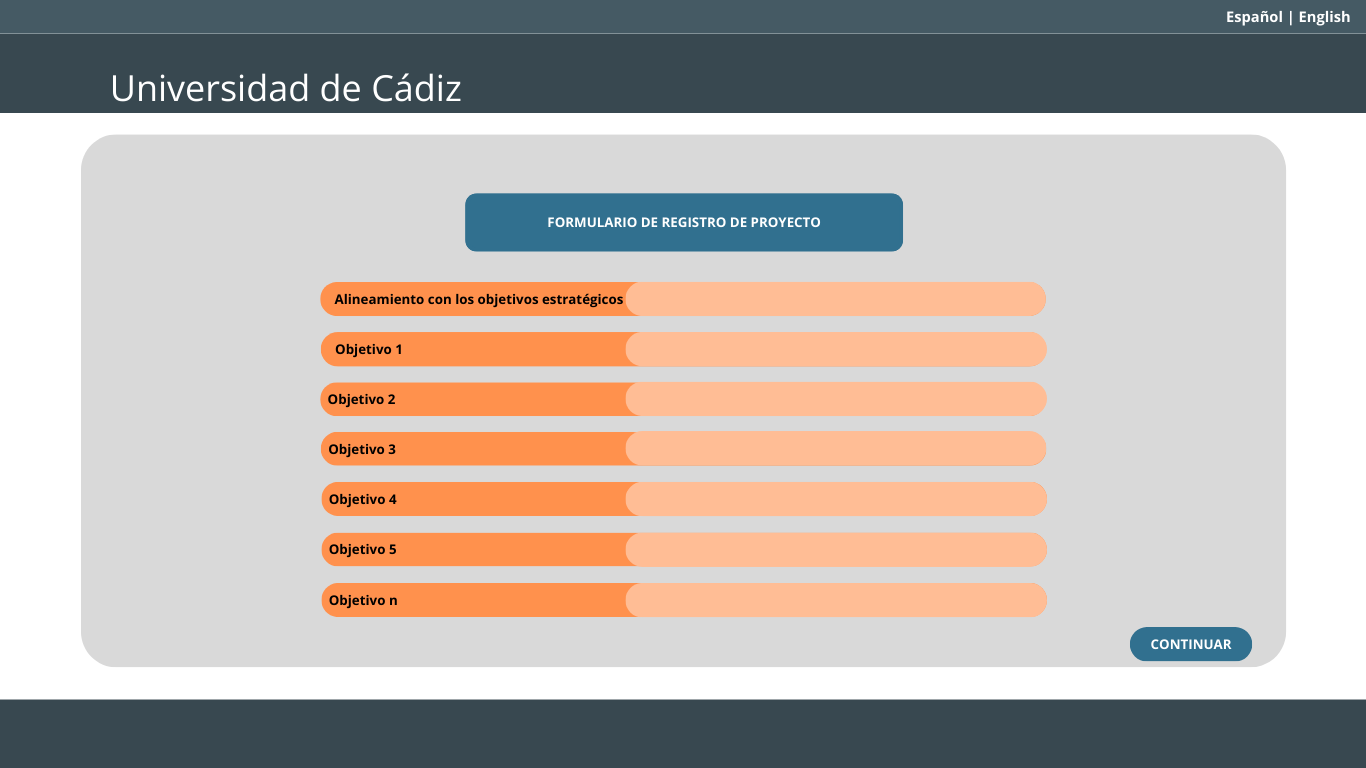 Español | English
Universidad de Cádiz
FORMULARIO DE REGISTRO DE PROYECTO
Alineamiento con los objetivos estratégicos
Objetivo 1
Objetivo 2
Objetivo 3
Objetivo 4
Objetivo 5
Objetivo n
CONTINUAR